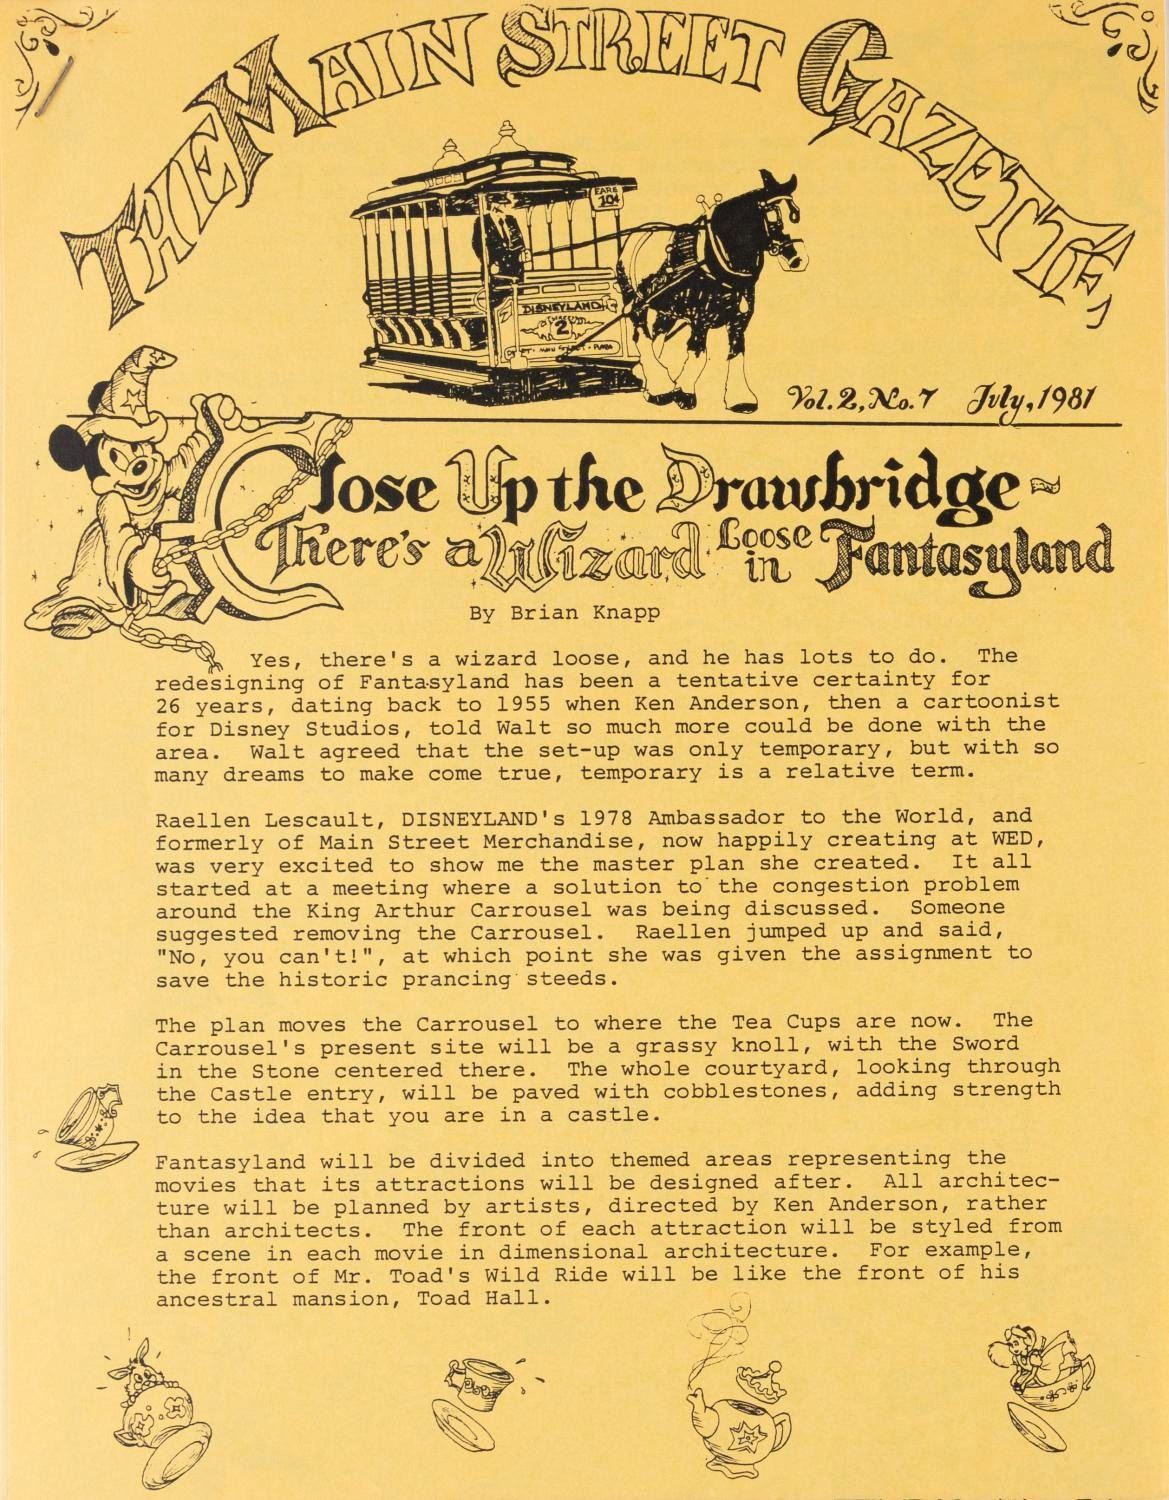 THE MAIN STREET GAZETTE
FARE
10¢
DISNEYLAND
2
Vol. 2, No. 7 July, 1981
Close Up the Drawbridge ~
There's a Wizard Loose in Fantasyland
By Brian Knapp
Yes, there's a wizard loose, and he has lots to do. The
redesigning of Fantasyland has been a tentative certainty for
26 years, dating back to 1955 when Ken Anderson, then a cartoonist
for Disney Studios, told Walt so much more could be done with the
area. Walt agreed that the set-up was only temporary, but with so
many dreams to make come true, temporary is a relative term.
Raellen Lescault, DISNEYLAND's 1978 Ambassador to the World, and
formerly of Main Street Merchandise, now happily creating at WED,
was very excited to show me the master plan she created. It all
started at a meeting where a solution to the congestion problem
around the King Arthur Carrousel was being discussed. Someone
suggested removing the Carrousel. Raellen jumped up and said,
"No, you can't!", at which point she was given the assignment to
save the historic prancing steeds.
The plan moves the Carrousel to where the Tea Cups are now. The
Carrousel's present site will be a grassy knoll, with the Sword
in the Stone centered there. The whole courtyard, looking through
the Castle entry, will be paved with cobblestones, adding strength
to the idea that you are in a castle.
Fantasyland will be divided into themed areas representing the
movies that its attractions will be designed after. All architec-
ture will be planned by artists, directed by Ken Anderson, rather
than architects. The front of each attraction will be styled from
a scene in each movie in dimensional architecture. For example,
the front of Mr. Toad's Wild Ride will be like the front of his
ancestral mansion, Toad Hall.